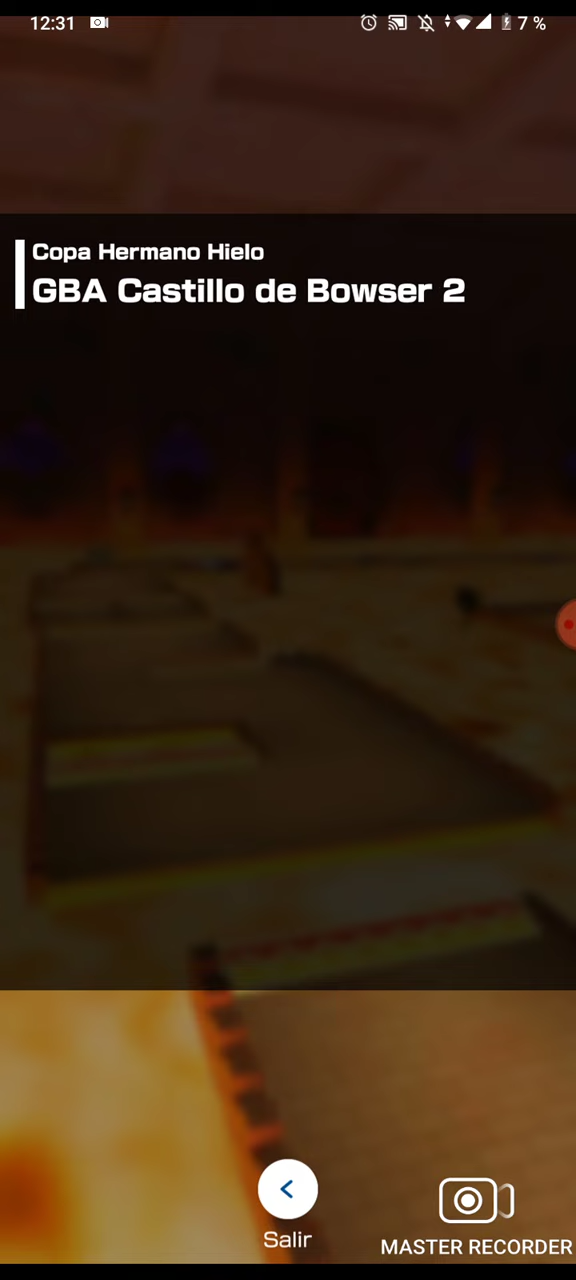 12:31
7 %
Copa Hermano Hielo
GBA Castillo de Bowser 2
Salir
MASTER RECORDER